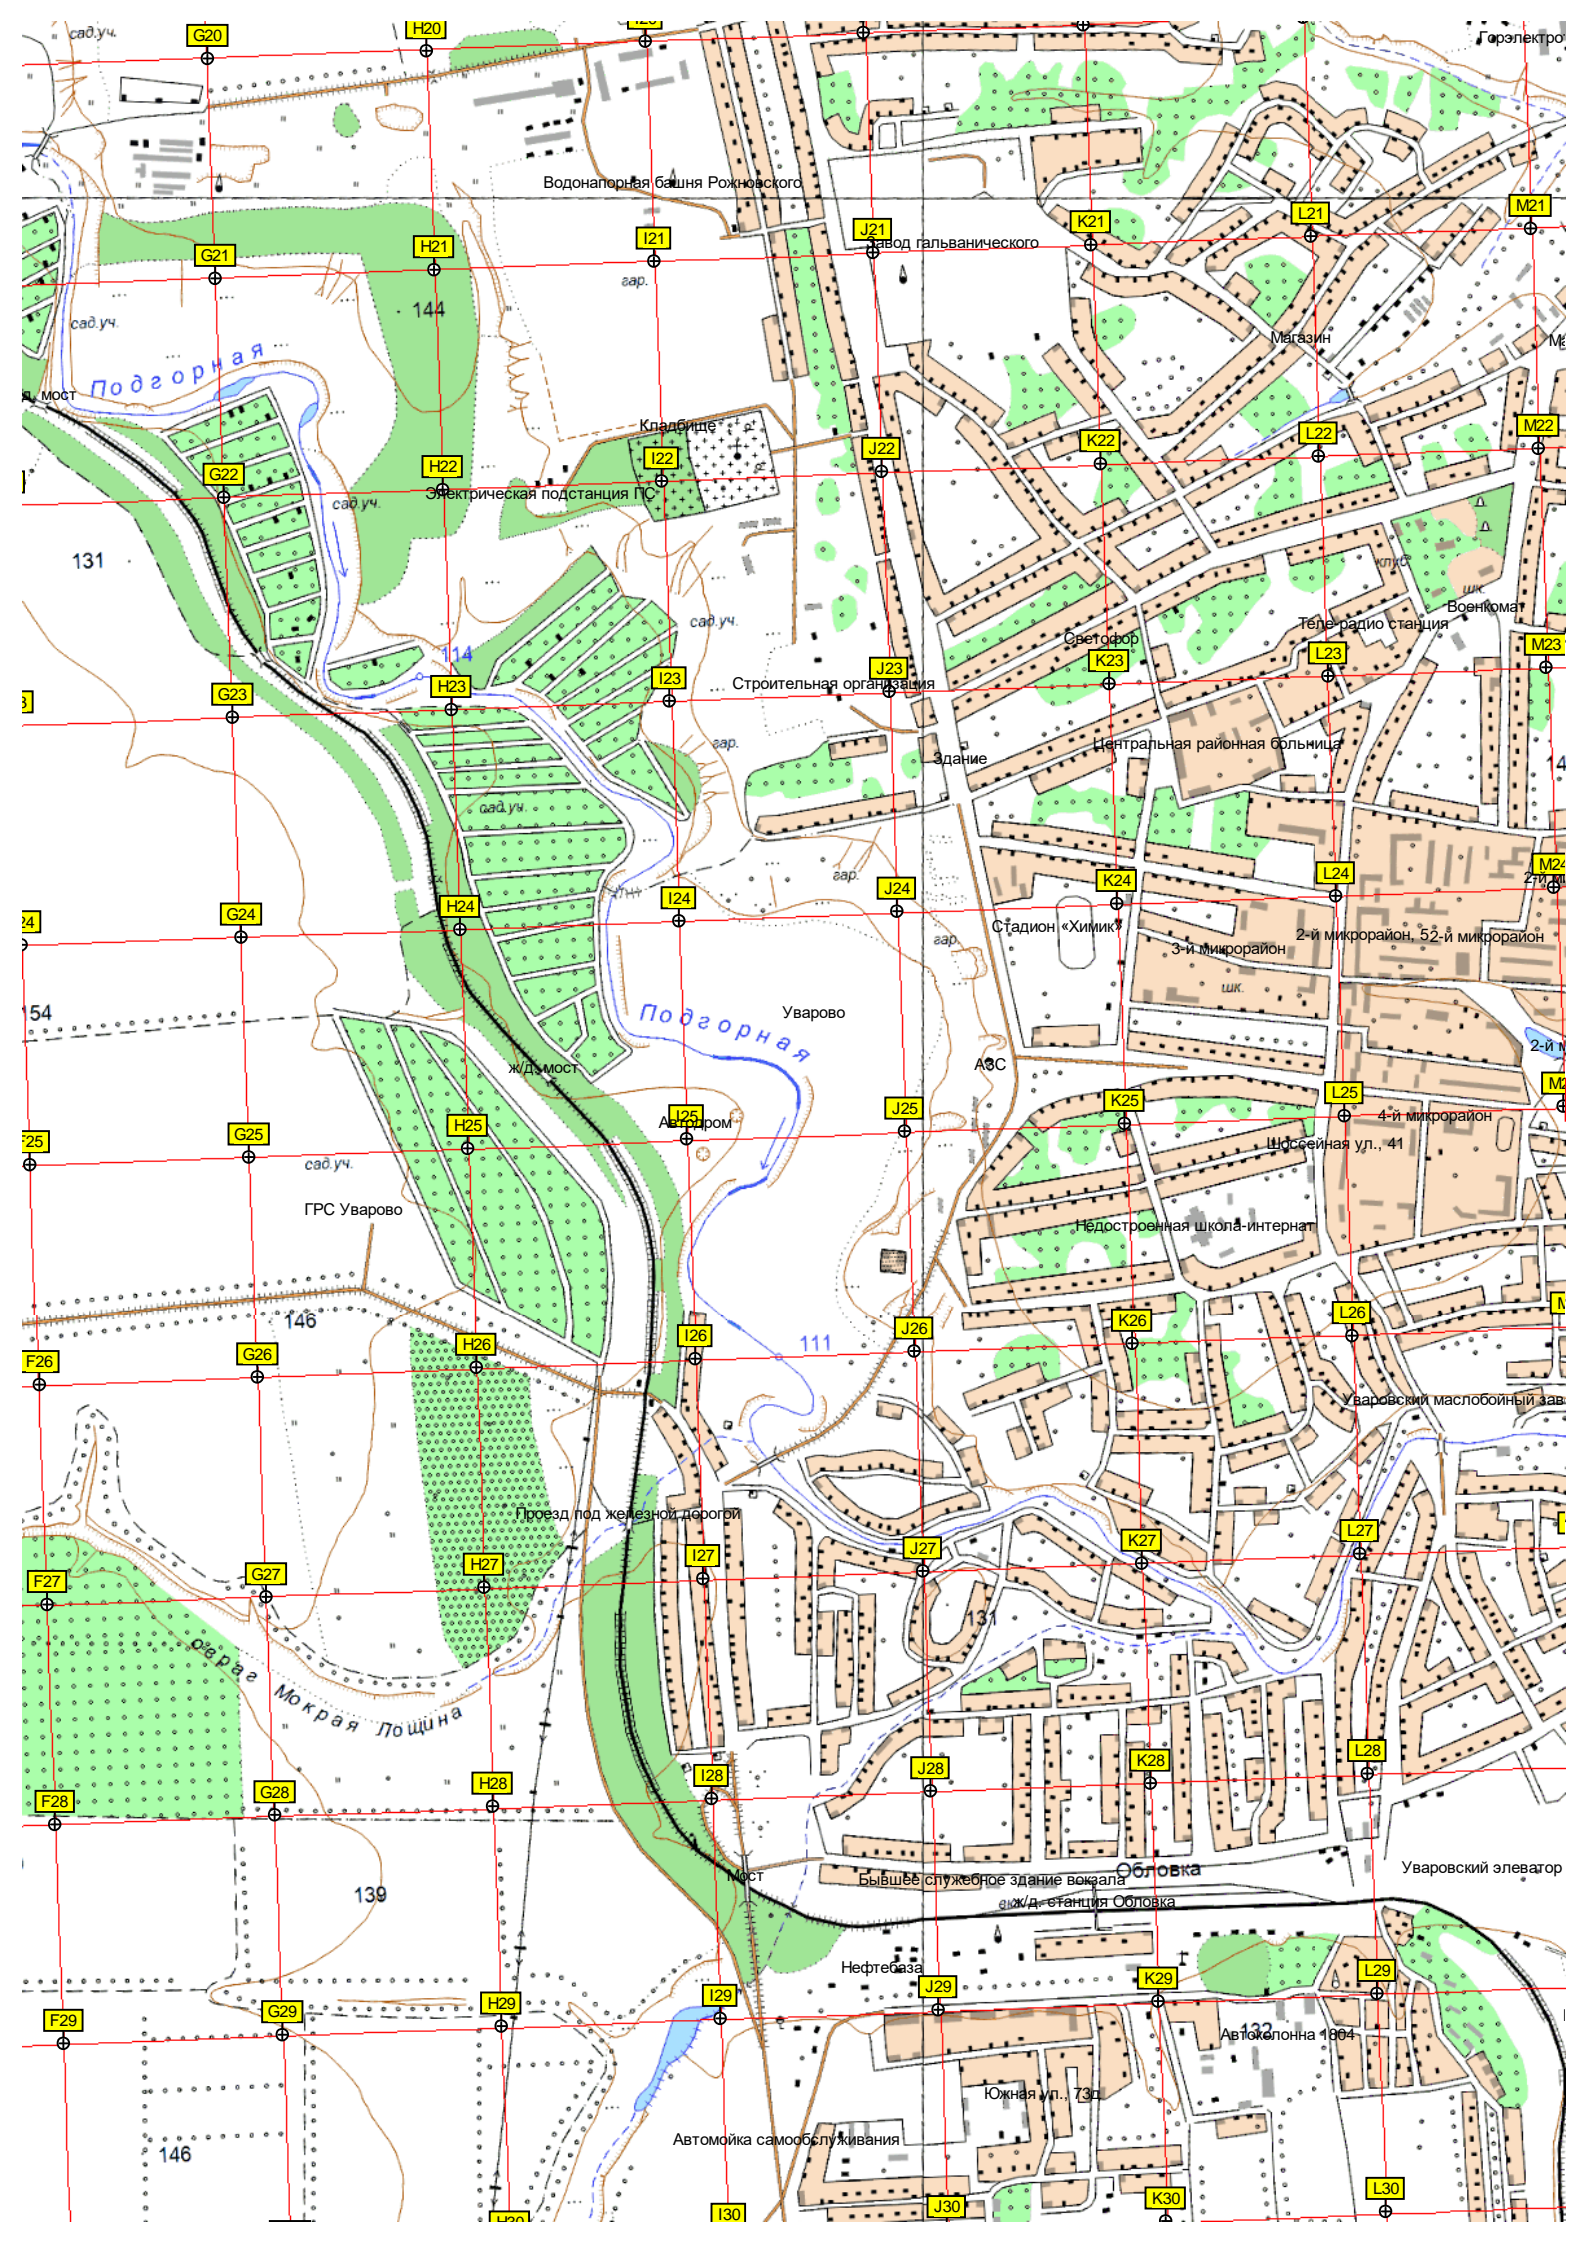 сад.уч.
G20
H20
Горэлектро
Водонапорная башня Рожновского
G21
H21
I21
J21
K21
L21
M21
Завод гальванического
гар.
144
сад.уч.
Подгорная
Магазин
мост
Кладбище
G22
H22
I22
J22
K22
L22
M22
Электрическая подстанция ПС
сад.уч.
131
клуб
шк.
Военкомат
сад.уч.
Теле-радио станция
Светофор
114
G23
H23
I23
J23
K23
L23
M23
Строительная организация
гар.
Центральная районная больница
Здание
сад.уч.
гар.
G24
H24
I24
J24
K24
L24
M24
Стадион «Химик»
гар.
3-й микрорайон
2-й микрорайон, 5
2-й микрорайон
шк.
154
Подгорная
Уварово
ж/д. мост
АЗС
F25
G25
H25
I25
J25
K25
L25
Автодром
4-й микрорайон
Шоссейная ул., 41
сад.уч.
ГРС Уварово
Недостроенная школа-интернат
146
111
F26
G26
H26
I26
J26
K26
L26
Уваровский маслобойный зав
Проезд под железной дорогой
F27
G27
H27
I27
J27
K27
L27
131
овраг Мокрая Лощина
F28
G28
H28
I28
J28
K28
L28
Мост
Обловка
Уваровский элеватор
Бывшее служебное здание вокзала
ж/д. станция Обловка
139
Нефтебаза
F29
G29
H29
I29
J29
K29
L29
132
Автоколонна 1804
Южная ул., 73д
Автомойка самообслуживания
146
H30
I30
J30
K30
L30